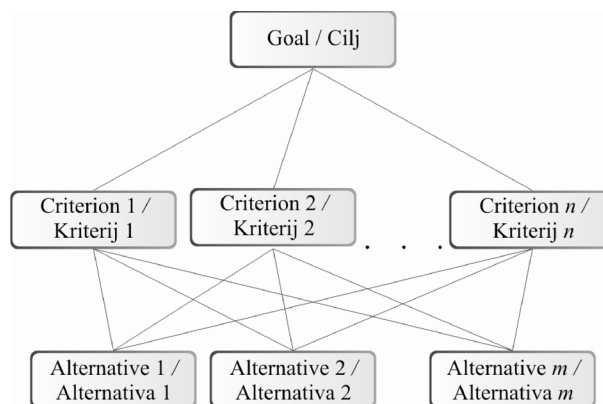 Goal / Cilj
Criterion 1 /
Kriterij 1
Criterion 2 /
Kriterij 2
. . .
Criterion n /
Kriterij n
Alternative 1 /
Alternativa 1
Alternative 2 /
Alternativa 2
Alternative m /
Alternativa m